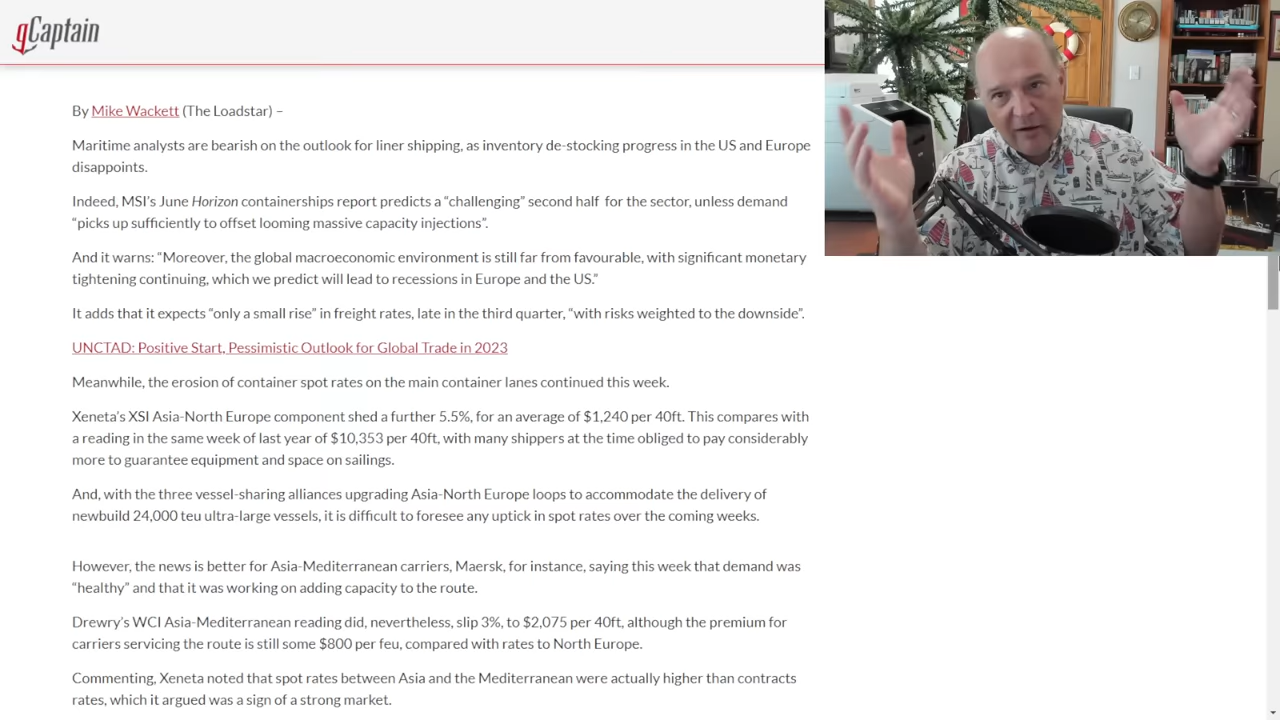 gCaptain
By Mike Wackett (The Loadstar) –
Maritime analysts are bearish on the outlook for liner shipping, as inventory de-stocking progress in the US and Europe
disappoints.
Indeed, MSI’s June Horizon containerships report predicts a “challenging” second half for the sector, unless demand
“picks up sufficiently to offset looming massive capacity injections”.
And it warns: “Moreover, the global macroeconomic environment is still far from favourable, with significant monetary
tightening continuing, which we predict will lead to recessions in Europe and the US.”
It adds that it expects “only a small rise” in freight rates, late in the third quarter, “with risks weighted to the downside”.
UNCTAD: Positive Start, Pessimistic Outlook for Global Trade in 2023
Meanwhile, the erosion of container spot rates on the main container lanes continued this week.
Xeneta’s XSI Asia-North Europe component shed a further 5.5%, for an average of $1,240 per 40ft. This compares with
a reading in the same week of last year of $10,353 per 40ft, with many shippers at the time obliged to pay considerably
more to guarantee equipment and space on sailings.
And, with the three vessel-sharing alliances upgrading Asia-North Europe loops to accommodate the delivery of
newbuild 24,000 teu ultra-large vessels, it is difficult to foresee any uptick in spot rates over the coming weeks.
However, the news is better for Asia-Mediterranean carriers, Maersk, for instance, saying this week that demand was
“healthy” and that it was working on adding capacity to the route.
Drewry’s WCI Asia-Mediterranean reading did, nevertheless, slip 3%, to $2,075 per 40ft, although the premium for
carriers servicing the route is still some $800 per feu, compared with rates to North Europe.
Commenting, Xeneta noted that spot rates between Asia and the Mediterranean were actually higher than contracts
rates, which it argued was a sign of a strong market.